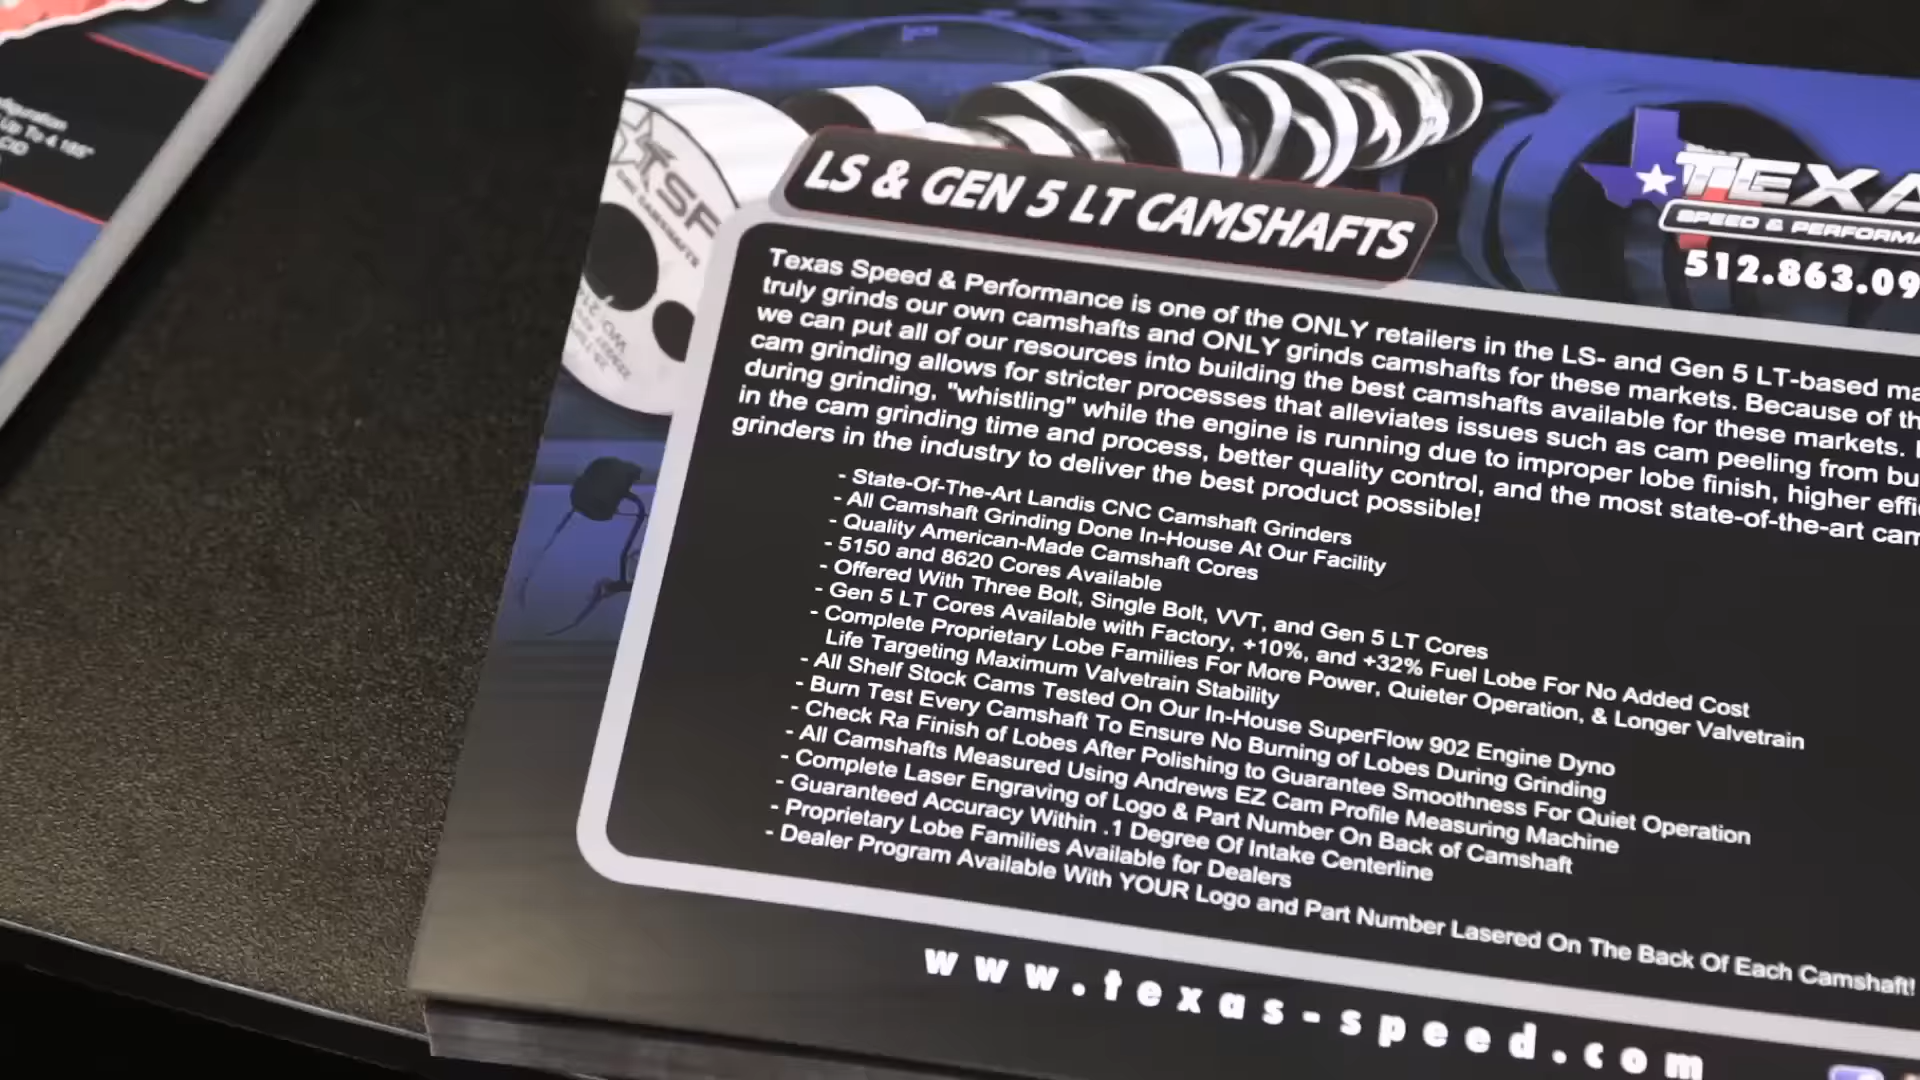 Up To 4.185"
CID
TSP
LS & GEN 5 LT CAMSHAFTS
TEXA
SPEED & PERFORMA
512.863.09
Texas Speed & Performance is one of the ONLY retailers in the LS- and Gen 5 LT-based ma
truly grinds our own camshafts and ONLY grinds camshafts for these markets. Because of th
we can put all of our resources into building the best camshafts available for these markets.
cam grinding allows for stricter processes that alleviates issues such as cam peeling from bu
during grinding, "whistling" while the engine is running due to improper lobe finish, higher effi
in the cam grinding time and process, better quality control, and the most state-of-the-art cam
grinders in the industry to deliver the best product possible!
- State-Of-The-Art Landis CNC Camshaft Grinders
- All Camshaft Grinding Done In-House At Our Facility
- Quality American-Made Camshaft Cores
- 5150 and 8620 Cores Available
- Offered With Three Bolt, Single Bolt, VVT, and Gen 5 LT Cores
- Gen 5 LT Cores Available with Factory, +10%, and +32% Fuel Lobe For No Added Cost
- Complete Proprietary Lobe Families For More Power, Quieter Operation, & Longer Valvetrain
Life Targeting Maximum Valvetrain Stability
- All Shelf Stock Cams Tested On Our In-House SuperFlow 902 Engine Dyno
- Burn Test Every Camshaft To Ensure No Burning of Lobes During Grinding
- Check Ra Finish of Lobes After Polishing to Guarantee Smoothness For Quiet Operation
- All Camshafts Measured Using Andrews EZ Cam Profile Measuring Machine
- Complete Laser Engraving of Logo & Part Number On Back of Camshaft
- Guaranteed Accuracy Within .1 Degree Of Intake Centerline
- Proprietary Lobe Families Available for Dealers
- Dealer Program Available With YOUR Logo and Part Number Lasered On The Back Of Each Camshaft!
www.texas-speed.com